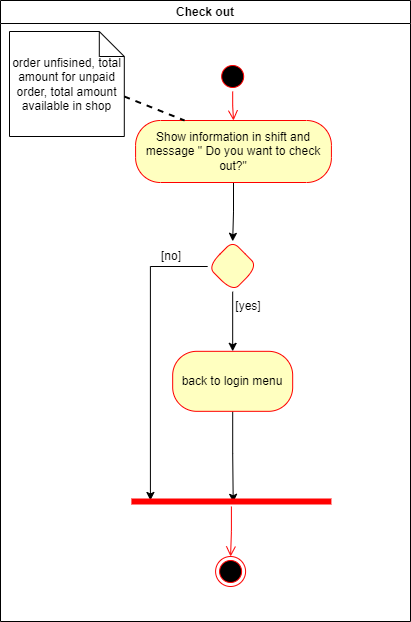 Check out
order unfisined, total
amount for unpaid
order, total amount
available in shop
Show information in shift and
message " Do you want to check
out?"
[no]
[yes]
back to login menu